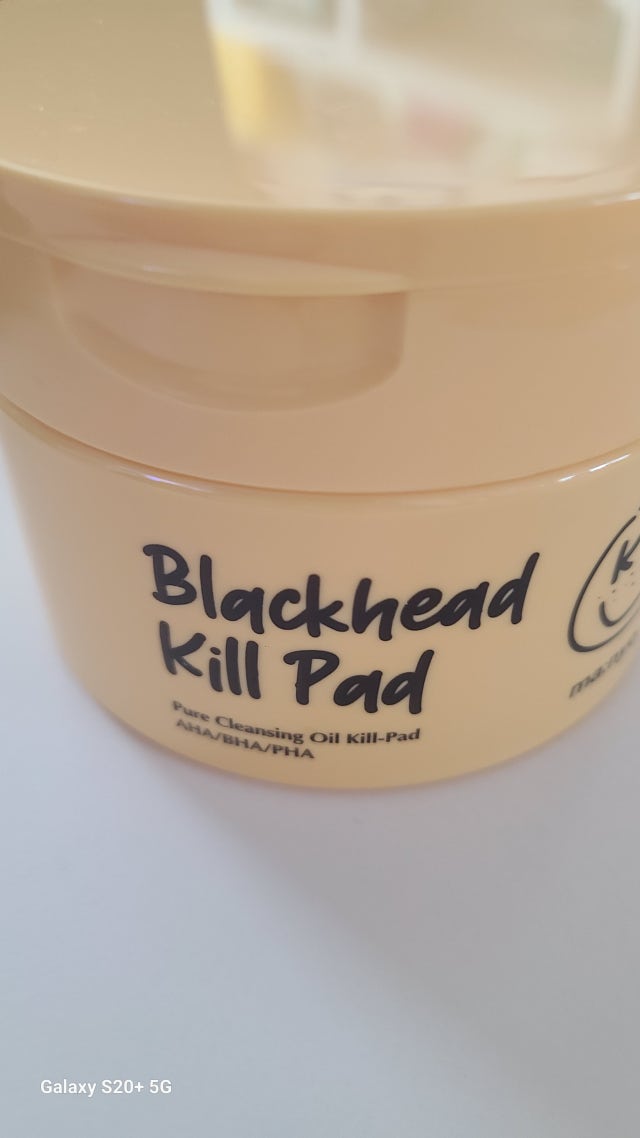 Blackhead
Kill Pad
Pure Cleansing Oil Kill-Pad
AHA/BHA/PHA
K
Galaxy S20+ 5G